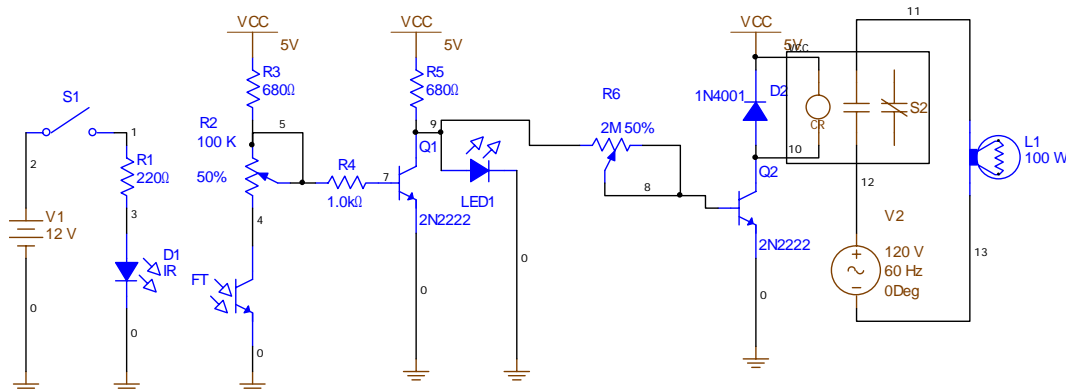 VCC
5V
VCC
5V
VCC
5V
11
S1
R3
680Ω
R5
680Ω
R6
1N4001
D2
VCC
CR
S2
1
2
R1
220Ω
R2
100 K
50%
5
R4
1.0kΩ
7
9
Q1
LED1
2N2222
2M 50%
8
10
Q2
2N2222
12
L1
100 W
V1
12 V
3
D1
IR
4
FT
V2
120 V
60 Hz
0Deg
13
0
0
0
0
0
0